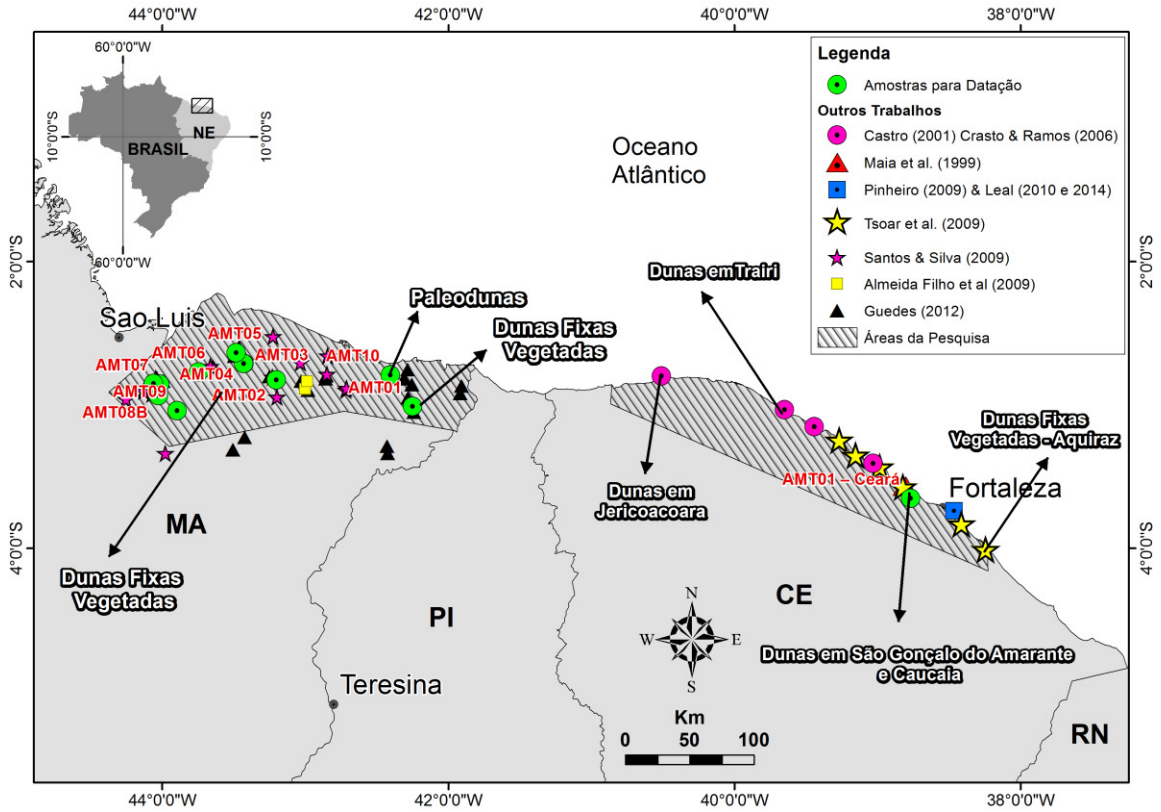 44°0'0"W
42°0'0"W
40°0'0"W
38°0'0"W
60°0'0"W
10°0'0"S
10°0'0"S
NE
BRASIL
60°0'0"W
Oceano
Atlântico
Legenda
Amostras para Datação
Outros Trabalhos
Castro (2001) Crasto & Ramos (2006)
Maia et al. (1999)
Pinheiro (2009) & Leal (2010 e 2014)
Tsoar et al. (2009)
Santos & Silva (2009)
Almeida Filho et al (2009)
Guedes (2012)
Áreas da Pesquisa
2°0'0"S
2°0'0"S
Dunas emTrairi
Paleodunas
Sao Luis
Dunas Fixas
Vegetadas
AMT05
AMT06
AMT03
AMT10
AMT07
AMT04
AMT09
AMT02
AMT01
AMT08B
Dunas Fixas
Vegetadas - Aquiraz
AMT01 – Ceará
Fortaleza
Dunas em
Jericoacoara
MA
4°0'0"S
4°0'0"S
Dunas Fixas
Vegetadas
PI
CE
N
W
E
S
Dunas em São Gonçalo do Amarante
e Caucaia
Teresina
Km
0
50
100
RN
44°0'0"W
42°0'0"W
40°0'0"W
38°0'0"W